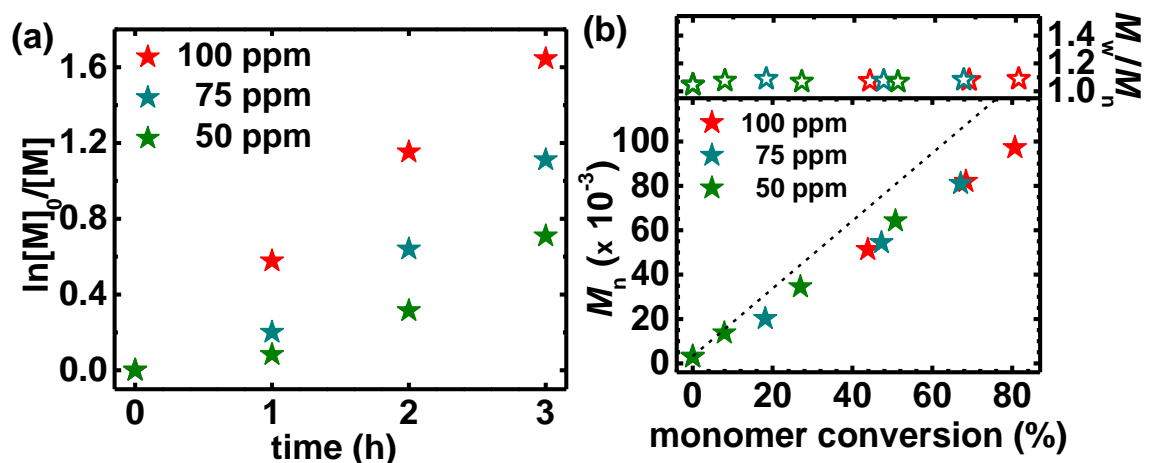 (a)
100 ppm
75 ppm
50 ppm
1.6
1.2
0.8
0.4
0.0
ln[M]0/[M]
0 1 2 3
time (h)
(b)
1.4
1.2
1.0
Mw/Mn
100 ppm
75 ppm
50 ppm
100
80
60
40
20
0
Mn (x 10-3)
0 20 40 60 80
monomer conversion (%)